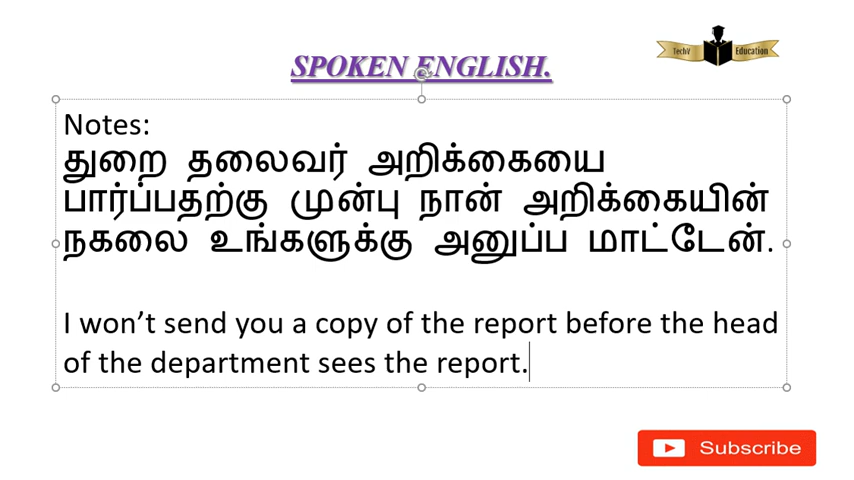 SPOKEN ENGLISH.
TechY Education
Notes:
துறை தலைவர் அறிக்கையை
பார்ப்பதற்கு முன்பு நான் அறிக்கையின்
நகலை உங்களுக்கு அனுப்ப மாட்டேன்.
I won’t send you a copy of the report before the head
of the department sees the report.
Subscribe